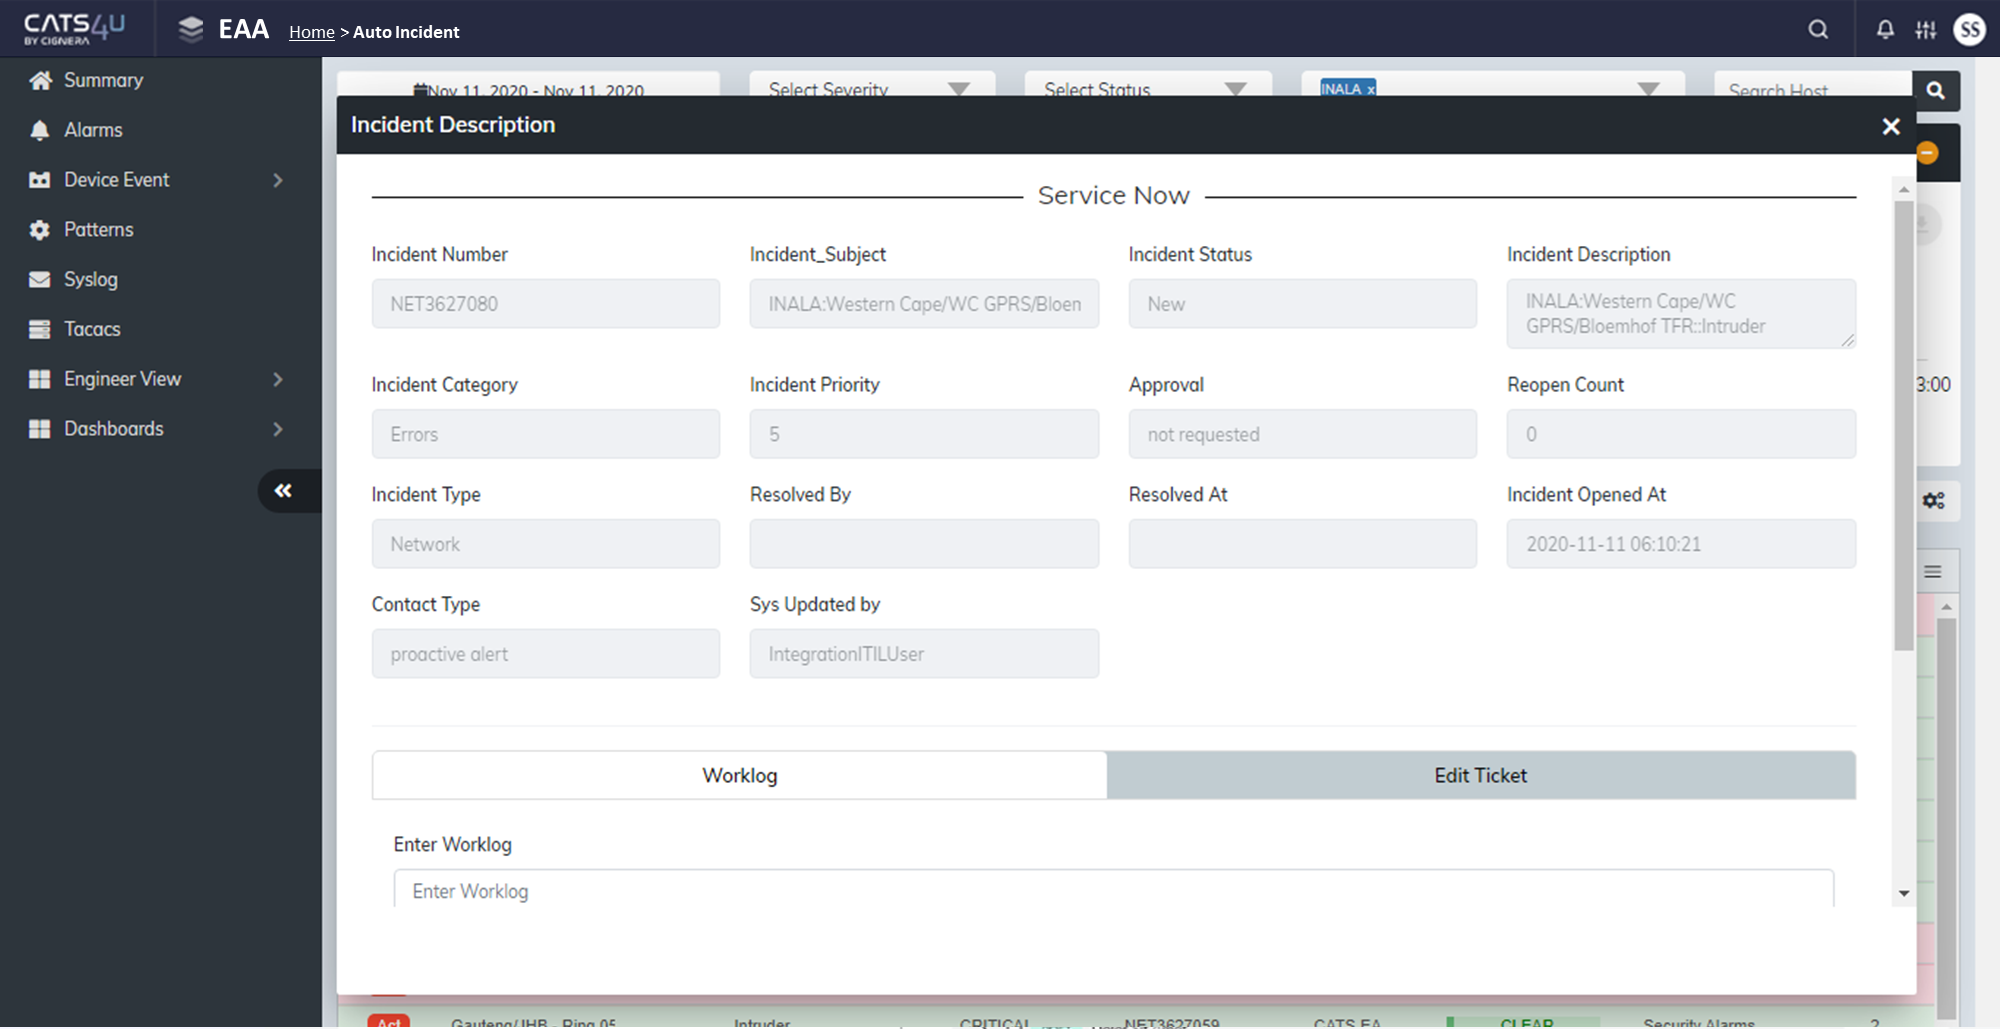 CATS4U
BY CIGNERA
EAA
Home > Auto Incident
SS
Summary
Alarms
Device Event
Patterns
Syslog
Tacacs
Engineer View
Dashboards
Nov 11, 2020 - Nov 11, 2020
Select Severity
Select Status
INALA x
Search Host
Incident Description
Service Now
Incident Number
Incident_Subject
Incident Status
Incident Description
NET3627080
INALA:Western Cape/WC GPRS/Bloen
New
INALA:Western Cape/WC
GPRS/Bloemhof TFR::Intruder
Incident Category
Incident Priority
Approval
Reopen Count
3:00
Errors
5
not requested
0
Incident Type
Resolved By
Resolved At
Incident Opened At
Network
2020-11-11 06:10:21
Contact Type
Sys Updated by
proactive alert
IntegrationITILUser
Worklog
Edit Ticket
Enter Worklog
Enter Worklog
Act
Gauteng/JHB - Ring 05
Intruder
CRITICAL
NET3627059
CATS EA
CLEAR
Security Alarms
2